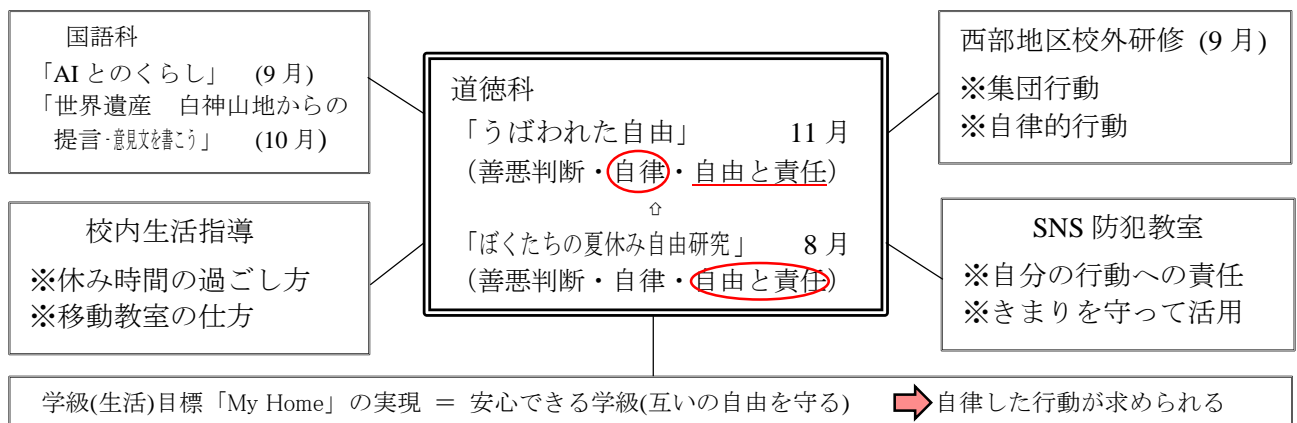 国語科
「AIとのくらし」 (9月)
「世界遺産 白神山地からの
提言-意見文を書こう」 (10月)
校内生活指導
※休み時間の過ごし方
※移動教室の仕方
道徳科
「うばわれた自由」 11月
(善悪判断・自律・自由と責任)
⇧
「ぼくたちの夏休み自由研究」 8月
(善悪判断・自律・自由と責任)
西部地区校外研修 (9月)
※集団行動
※自律的行動
SNS防犯教室
※自分の行動への責任
※きまりを守って活用
学級(生活)目標「My Home」の実現 = 安心できる学級(互いの自由を守る) 自律した行動が求められる